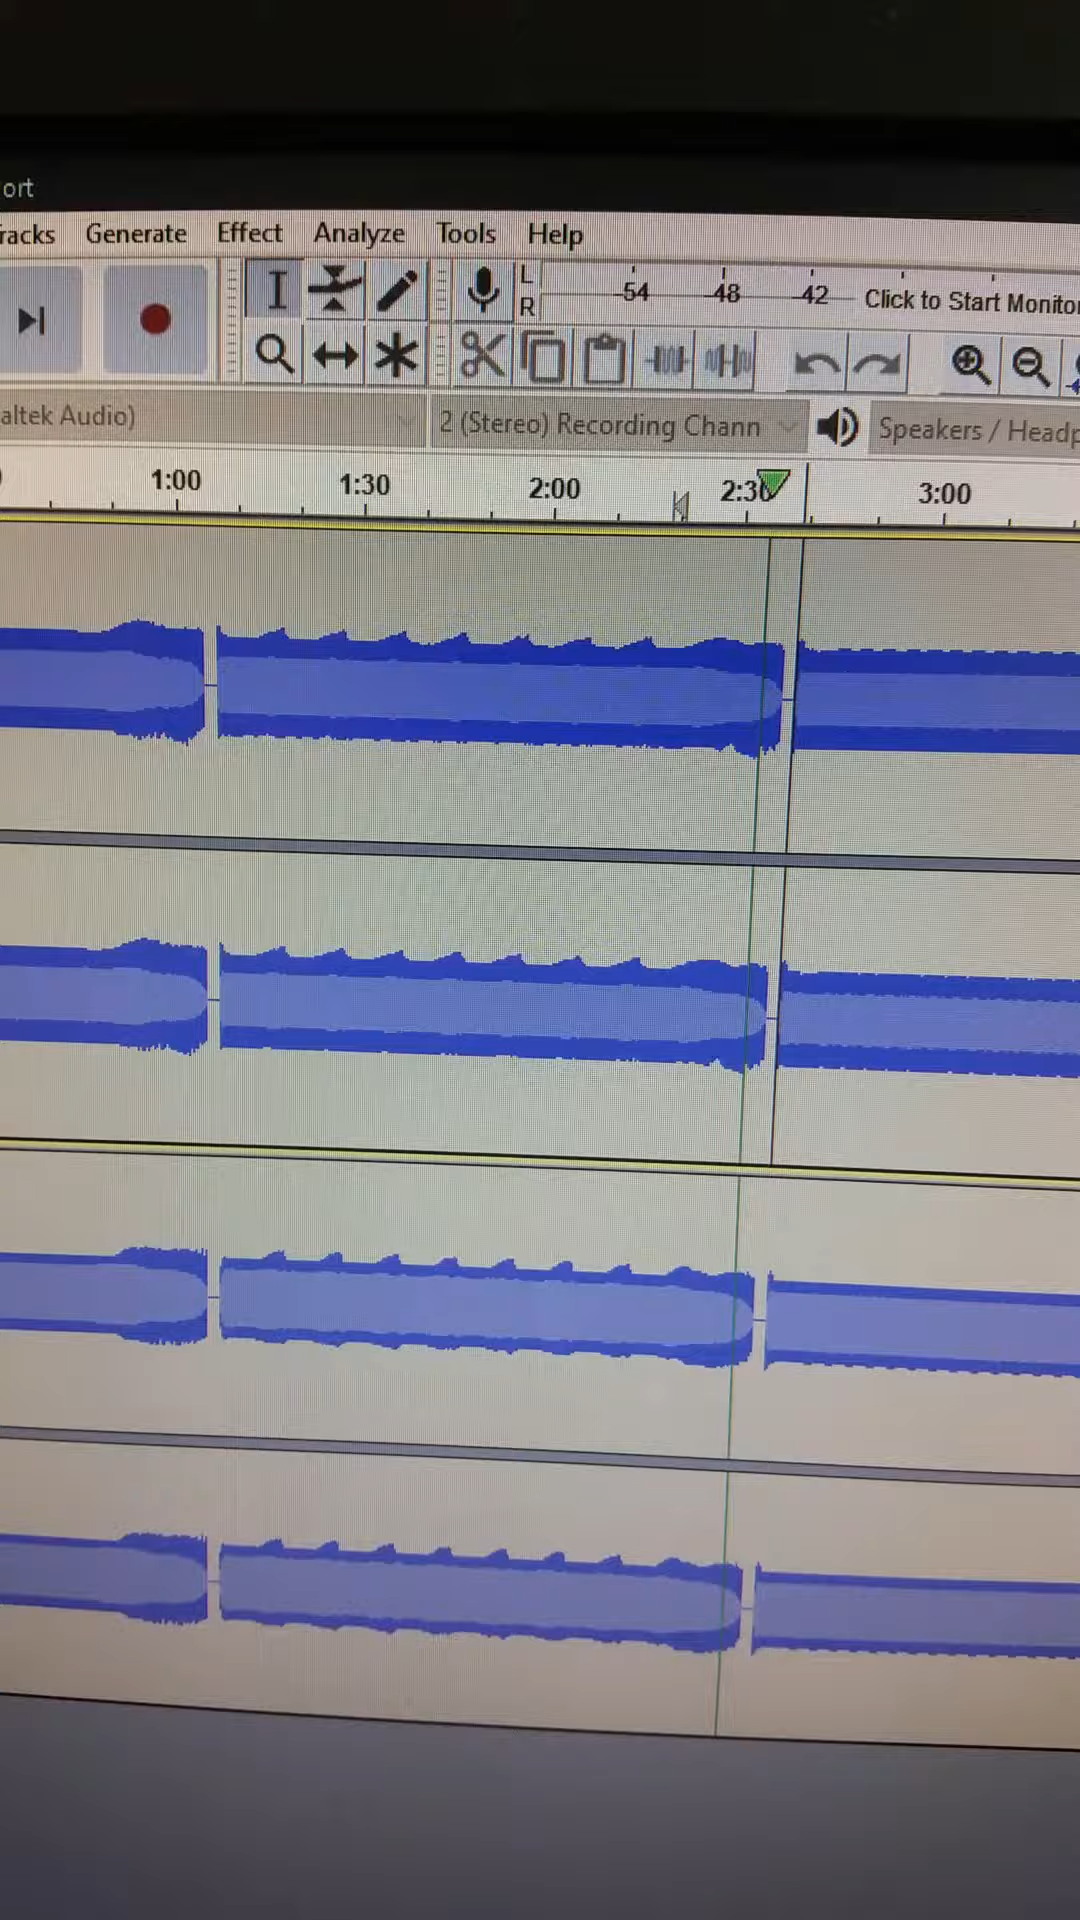 ort
racks Generate Effect Analyze Tools Help
L
R
-54 -48 -42 Click to Start Monitor
altek Audio)
2 (Stereo) Recording Chann
Speakers / Headp
1:00 1:30 2:00 2:30 3:00